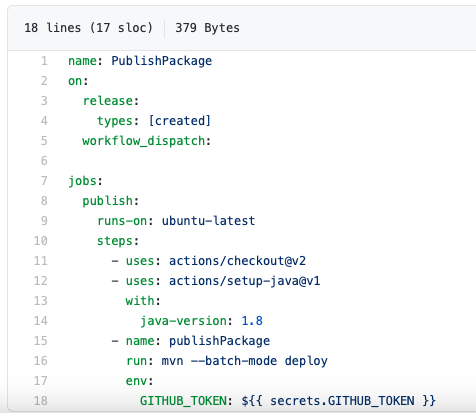 18 lines (17 sloc) 379 Bytes
1 name: PublishPackage
2 on:
3   release:
4     types: [created]
5   workflow_dispatch:
6
7 jobs:
8   publish:
9     runs-on: ubuntu-latest
10     steps:
11       - uses: actions/checkout@v2
12       - uses: actions/setup-java@v1
13         with:
14           java-version: 1.8
15       - name: publishPackage
16         run: mvn --batch-mode deploy
17         env:
18           GITHUB_TOKEN: ${{ secrets.GITHUB_TOKEN }}